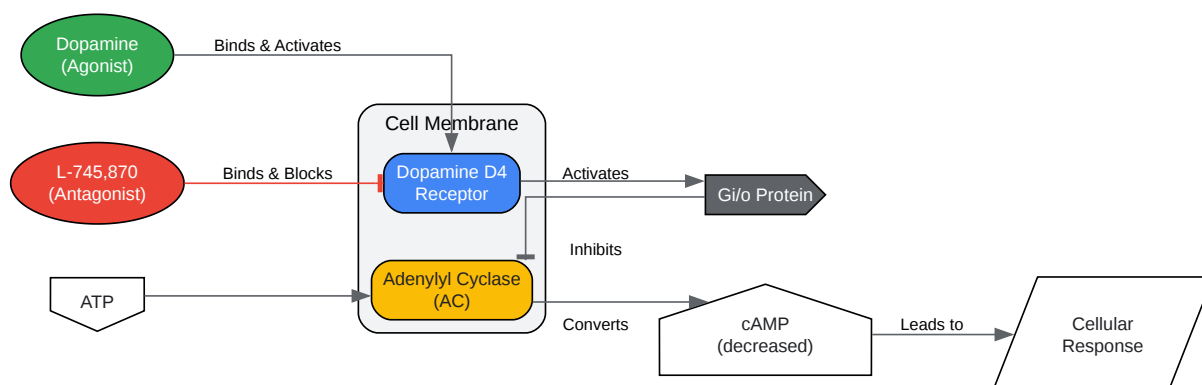 Dopamine
(Agonist)
Binds & Activates
Cell Membrane
L-745,870
(Antagonist)
Binds & Blocks
Dopamine D4
Receptor
Activates
Gi/o Protein
Inhibits
ATP
Adenylyl Cyclase
(AC)
Converts
cAMP
(decreased)
Leads to
Cellular
Response